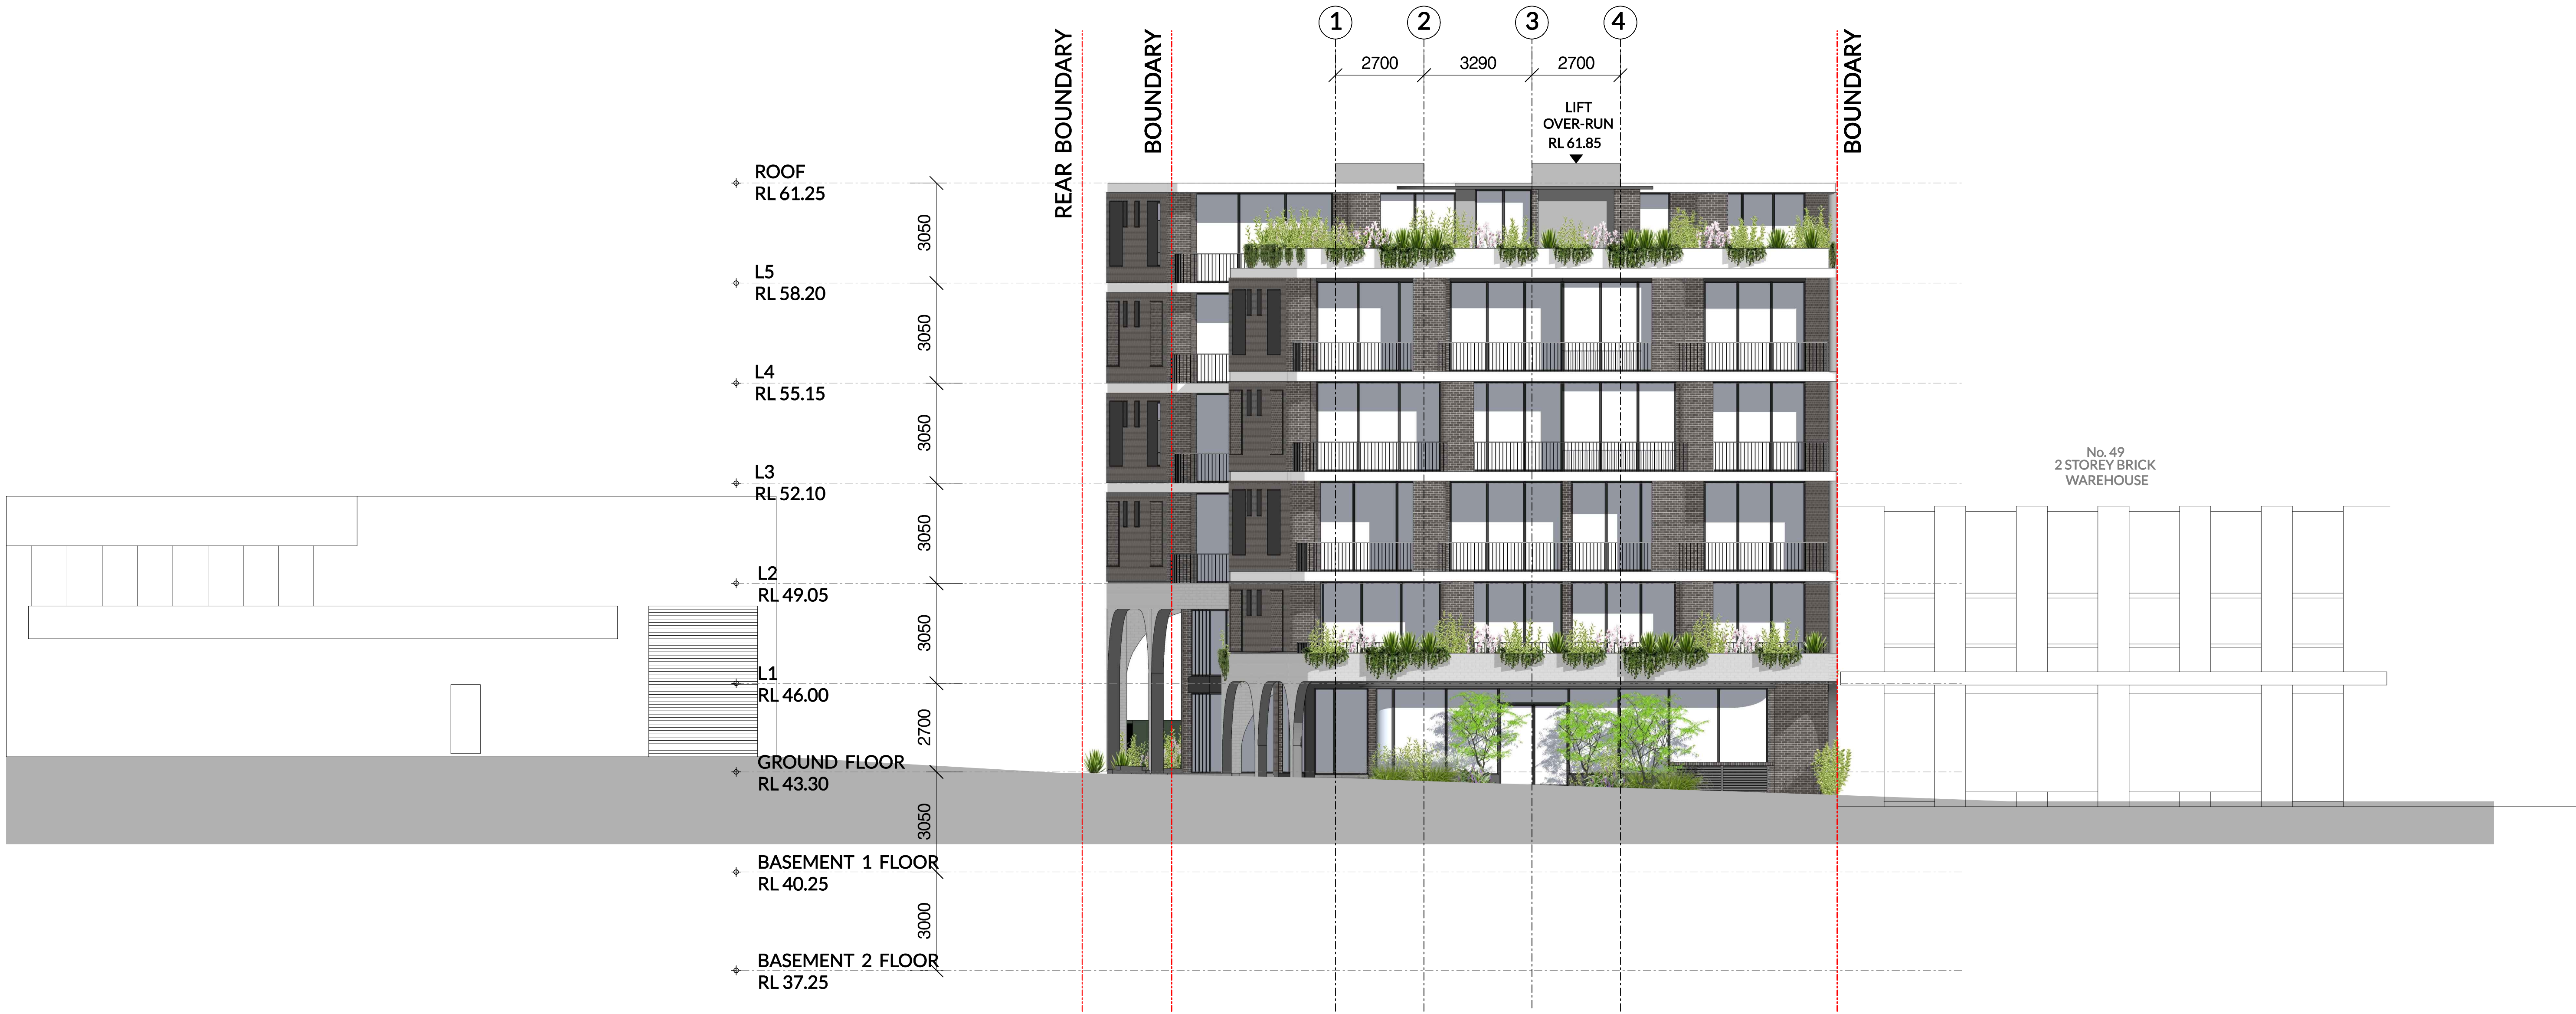 REAR BOUNDARY
BOUNDARY
1
2
3
4
BOUNDARY
2700
3290
2700
LIFT
OVER-RUN
RL 61.85
ROOF
RL 61.25
3050
L5
RL 58.20
3050
L4
RL 55.15
3050
L3
RL 52.10
3050
L2
RL 49.05
3050
L1
RL 46.00
2700
GROUND FLOOR
RL 43.30
3050
BASEMENT 1 FLOOR
RL 40.25
3000
BASEMENT 2 FLOOR
RL 37.25
No. 49
2 STOREY BRICK
WAREHOUSE